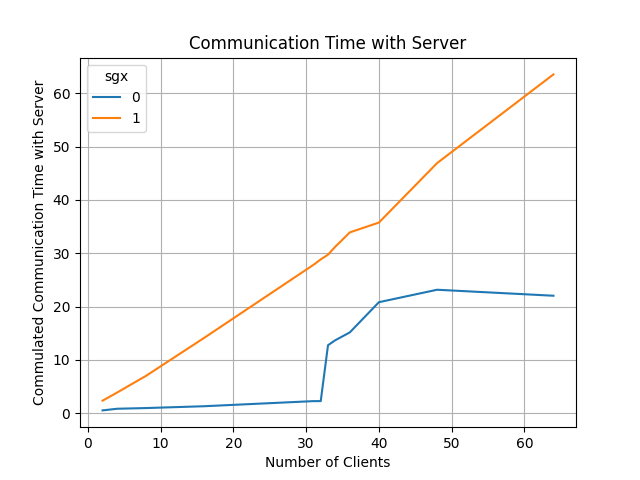 Communication Time with Server
sgx
0
1
Commulated Communication Time with Server
60
50
40
30
20
10
0
0 10 20 30 40 50 60
Number of Clients